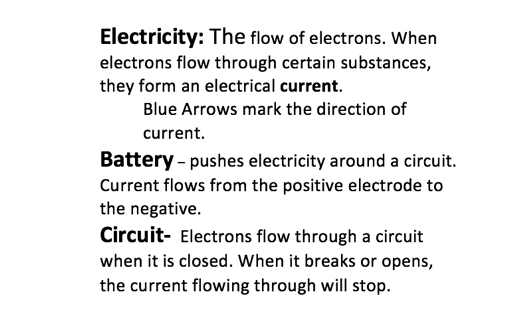 Electricity: The flow of electrons. When
electrons flow through certain substances,
they form an electrical current.
Blue Arrows mark the direction of
current.
Battery – pushes electricity around a circuit.
Current flows from the positive electrode to
the negative.
Circuit- Electrons flow through a circuit
when it is closed. When it breaks or opens,
the current flowing through will stop.